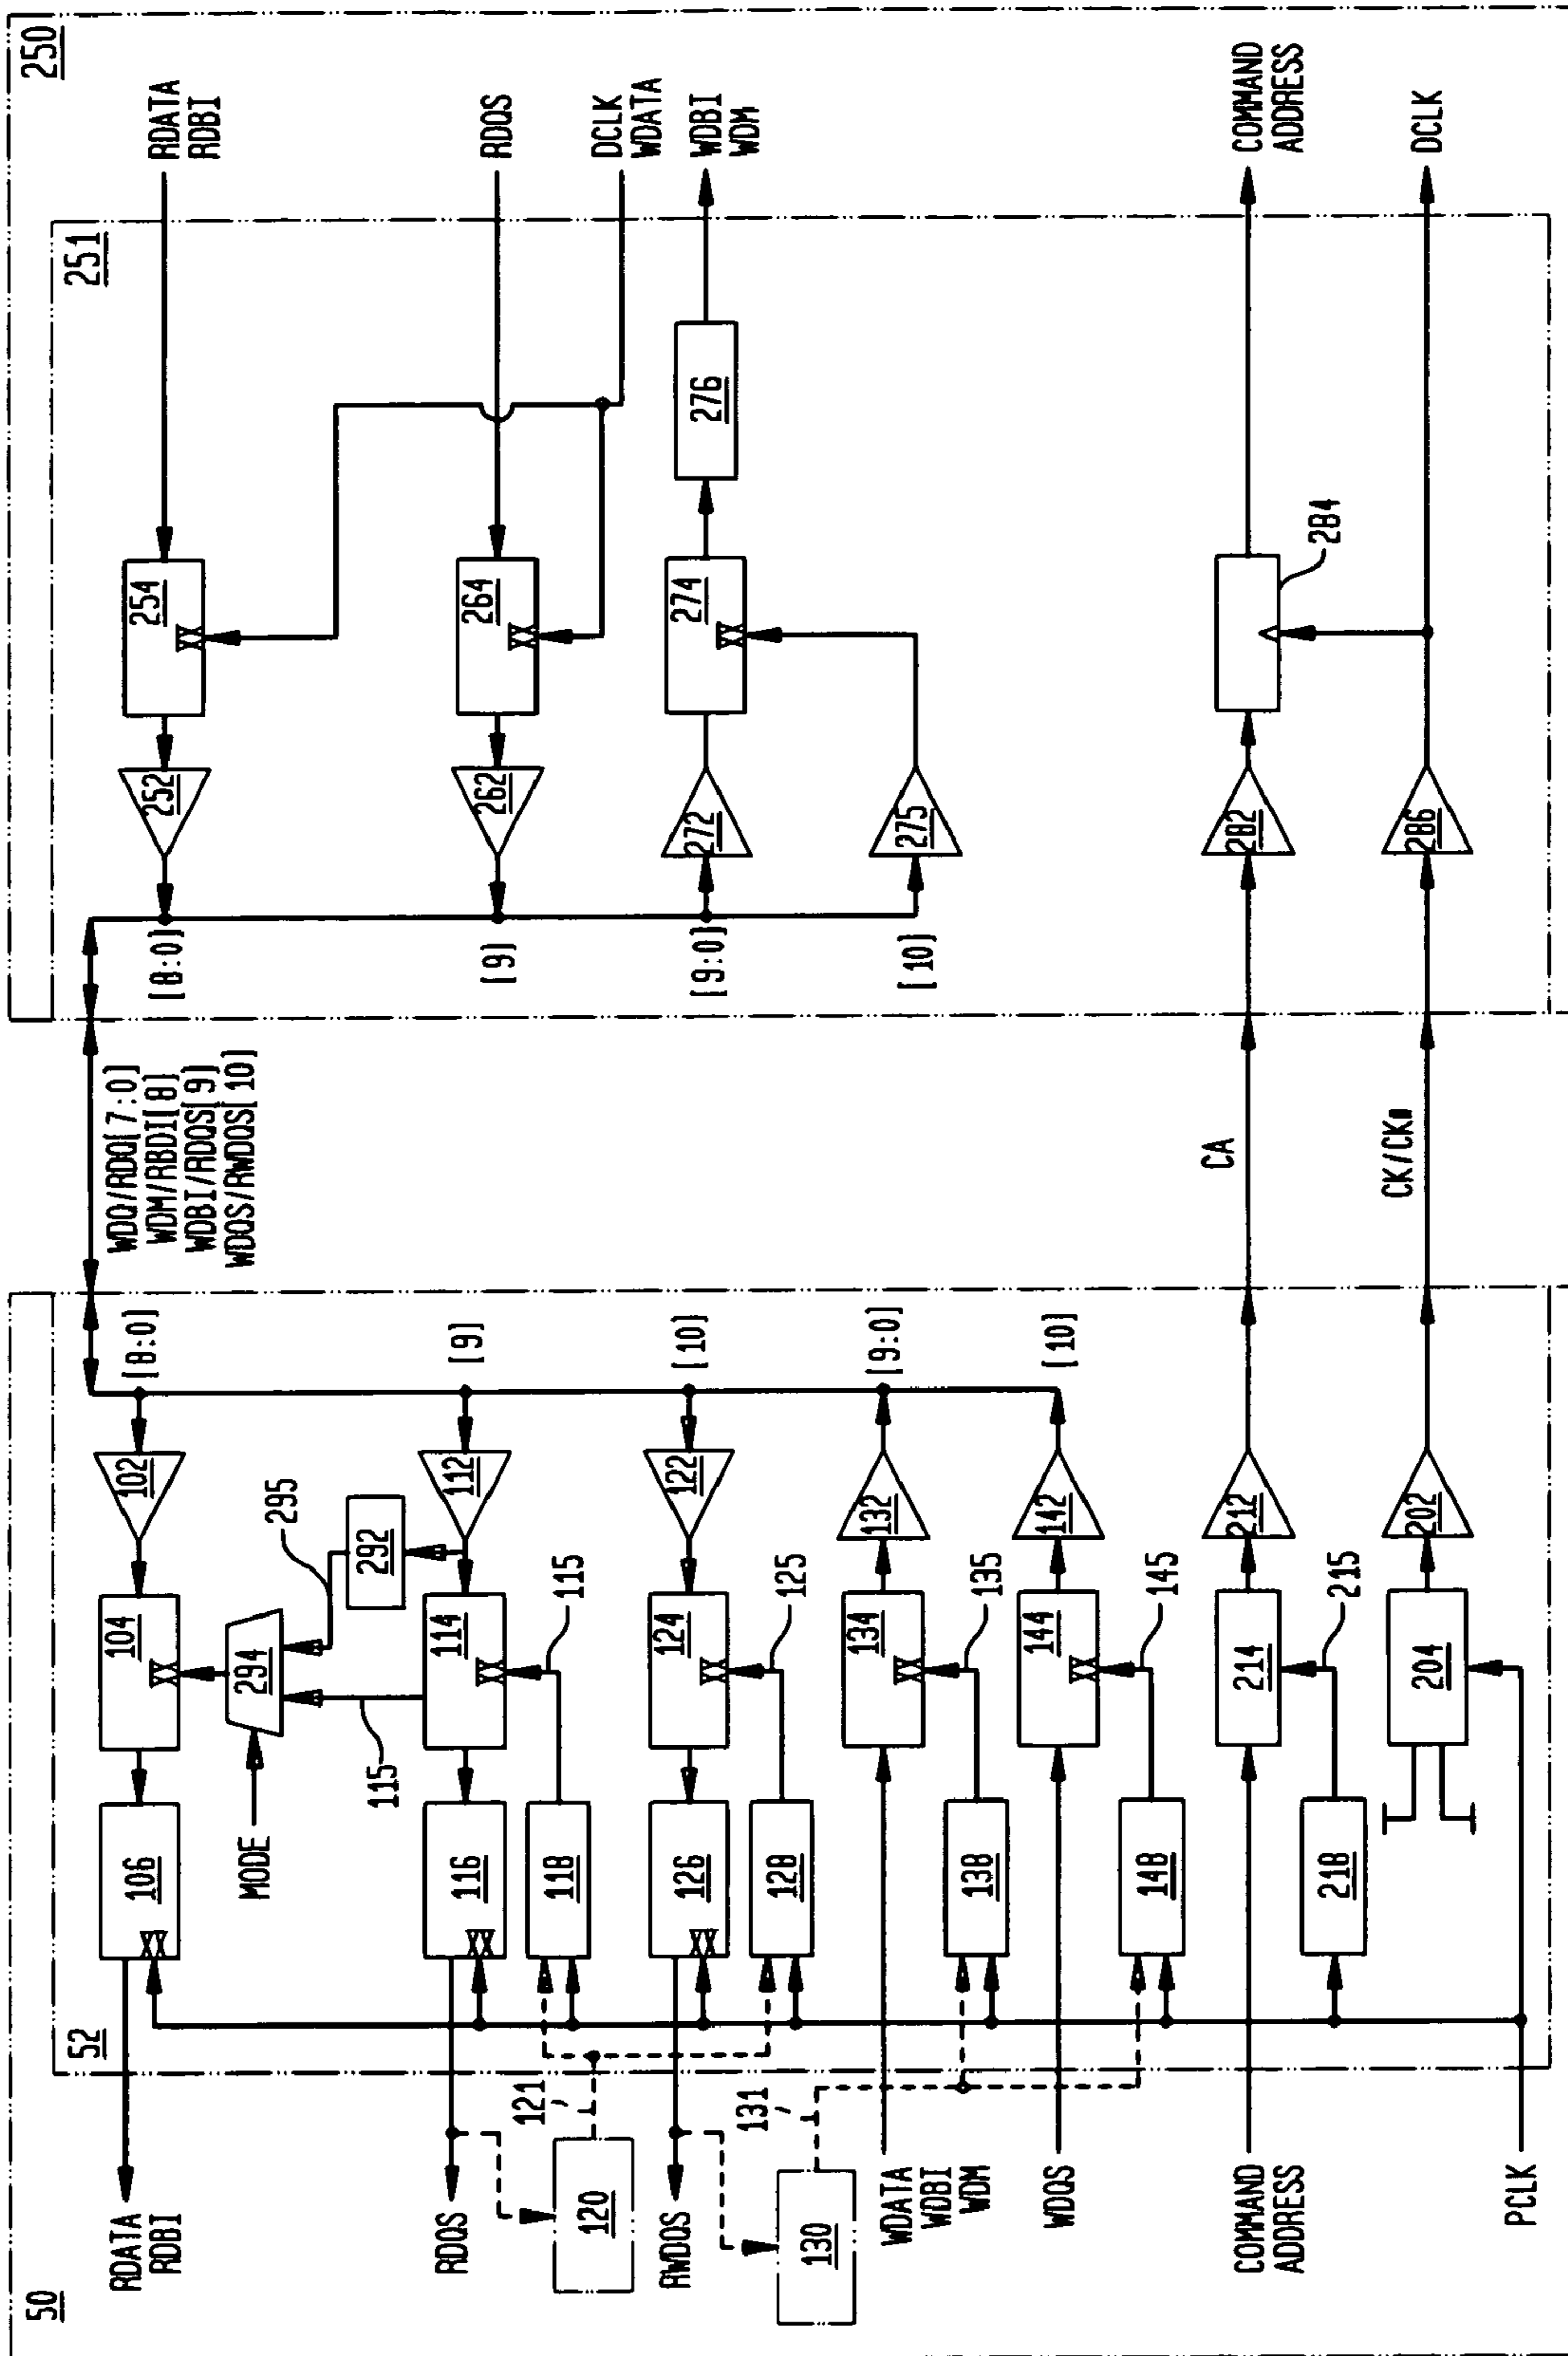 50
52
250
251
WDQ/RDQ[7:0]
WDM/RBDI[8]
WDBI/RDQS[9]
WDQS/RWDQS[10]
RDATA
RDBI
106
104
102
[8:0]
[8:0]
252
254
RDATA
RDBI
MODE
294
295
292
115
RDQS
116
114
112
[9]
[9]
262
264
RDQS
121
120
118
115
DCLK
WDATA
RWDQS
126
124
122
[10]
[9:0]
272
274
276
WDBI
WDM
131
130
128
125
WDATA
WDBI
WDM
134
132
[9:0]
[10]
275
138
135
WDQS
144
142
[10]
148
145
COMMAND
ADDRESS
214
212
CA
282
284
COMMAND
ADDRESS
218
215
PCLK
204
202
CK/CK#
286
DCLK